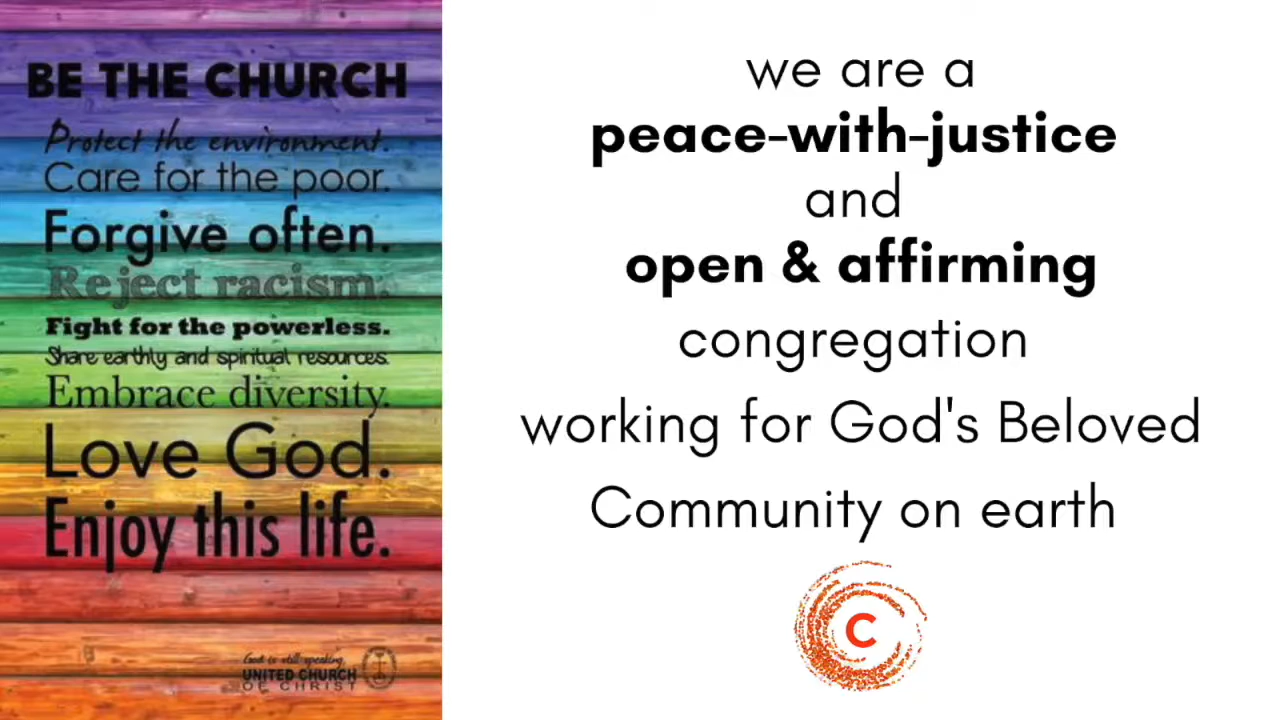 BE THE CHURCH
Protect the environment.
Care for the poor.
Forgive often.
Reject racism.
Fight for the powerless.
Share earthly and spiritual resources.
Embrace diversity.
Love God.
Enjoy this life.
God is still speaking,
UNITED CHURCH
OF CHRIST
we are a
peace-with-justice
and
open & affirming
congregation
working for God's Beloved
Community on earth
C